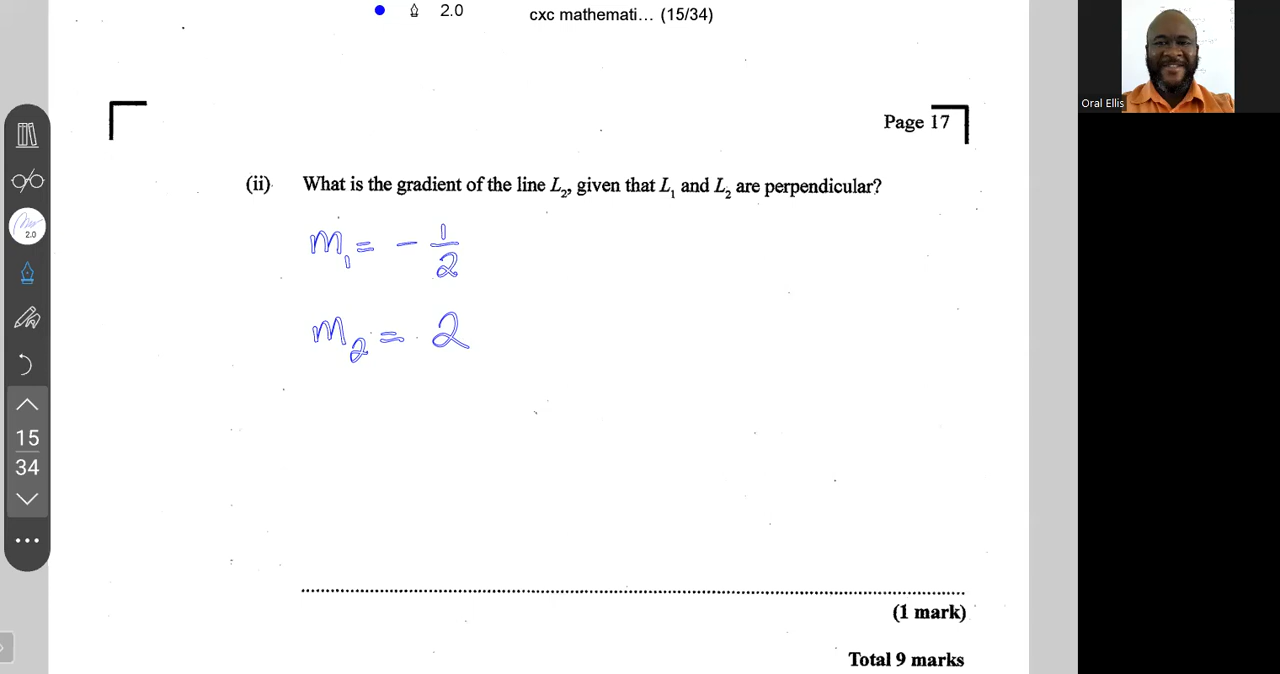 2.0 cxc mathemati... (15/34)
Oral Ellis
Page 17
(ii) What is the gradient of the line L₂, given that L₁ and L₂ are perpendicular?
2.0
m₁ = - 1/2
m₂ = 2
15
34
(1 mark)
Total 9 marks